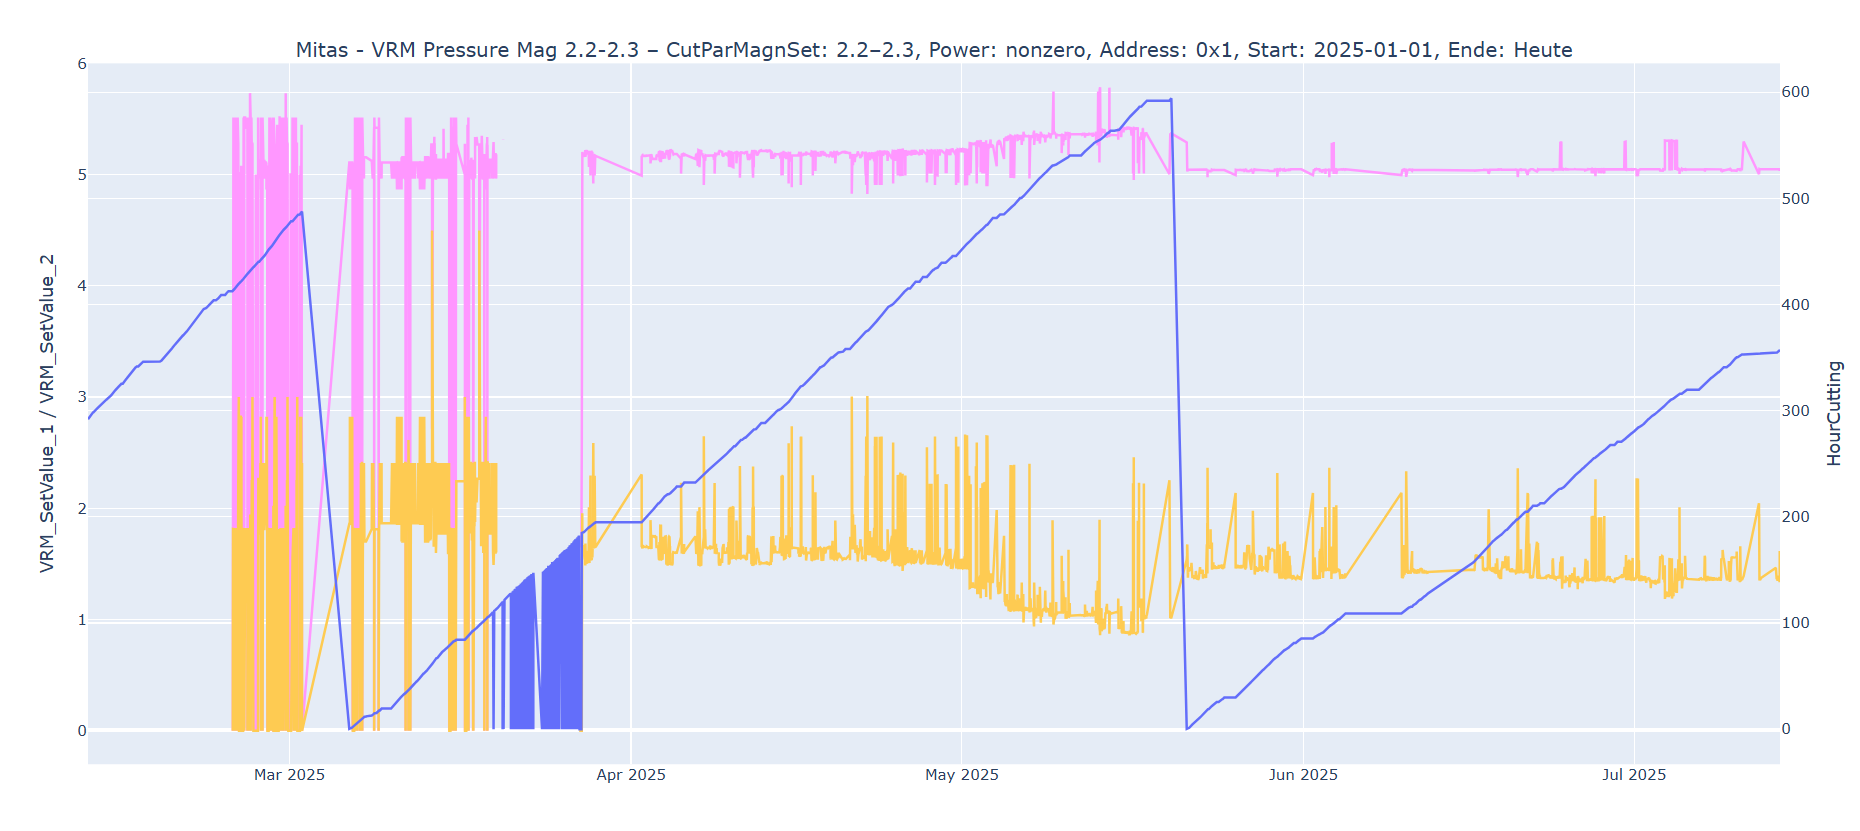 Mitas - VRM Pressure Mag 2.2-2.3 – CutParMagnSet: 2.2–2.3, Power: nonzero, Address: 0x1, Start: 2025-01-01, Ende: Heute
6
5
4
3
2
1
0
VRM_SetValue_1 / VRM_SetValue_2
600
500
400
300
200
100
0
HourCutting
Mar 2025
Apr 2025
May 2025
Jun 2025
Jul 2025